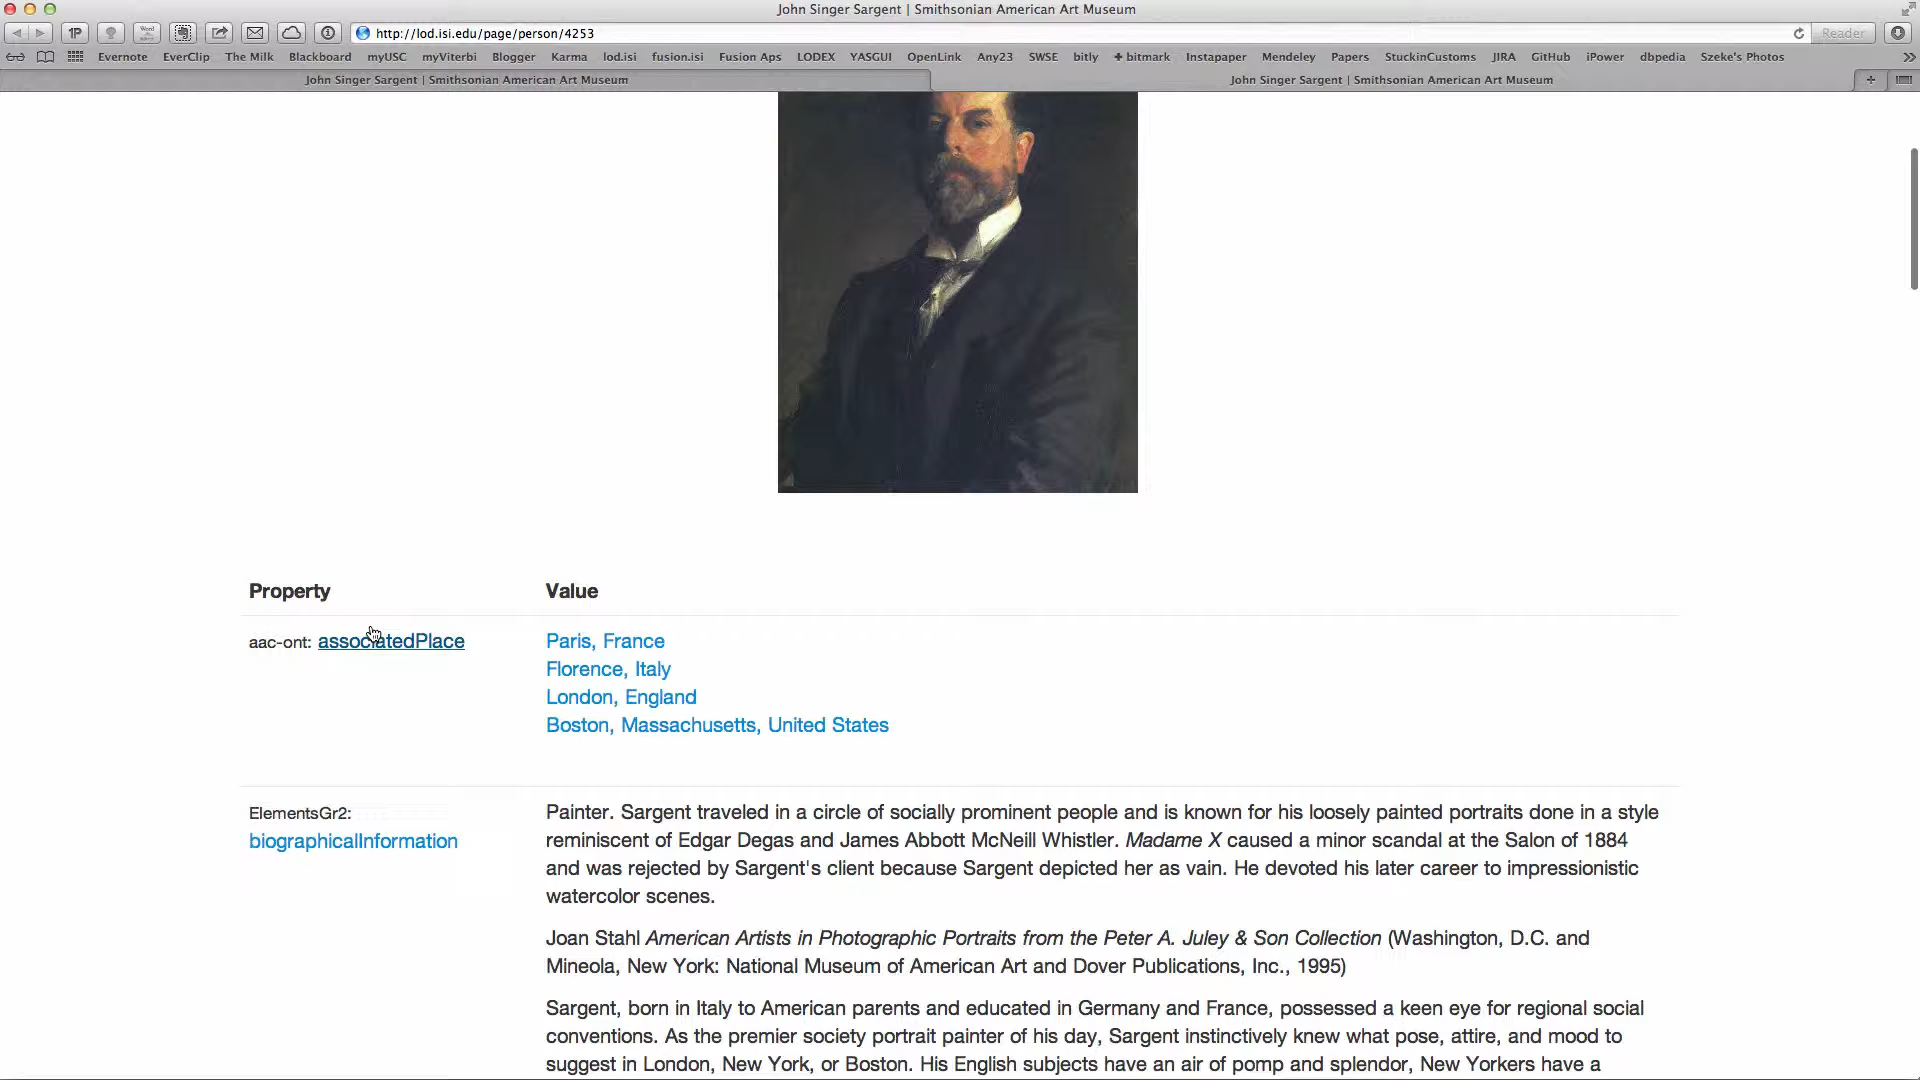 John Singer Sargent | Smithsonian American Art Museum
1P
Word
http://lod.isi.edu/page/person/4253
Reader
Evernote EverClip The Milk Blackboard myUSC myViterbi Blogger Karma lod.isi fusion.isi Fusion Aps LODEX YASGUI OpenLink Any23 SWSE bitly + bitmark Instapaper Mendeley Papers StuckinCustoms JIRA GitHub iPower dbpedia Szeke's Photos
John Singer Sargent | Smithsonian American Art Museum John Singer Sargent | Smithsonian American Art Museum
Property Value
aac-ont: associatedPlace Paris, France
Florence, Italy
London, England
Boston, Massachusetts, United States
ElementsGr2:
biographicalInformation
Painter. Sargent traveled in a circle of socially prominent people and is known for his loosely painted portraits done in a style
reminiscent of Edgar Degas and James Abbott McNeill Whistler. Madame X caused a minor scandal at the Salon of 1884
and was rejected by Sargent's client because Sargent depicted her as vain. He devoted his later career to impressionistic
watercolor scenes.
Joan Stahl American Artists in Photographic Portraits from the Peter A. Juley & Son Collection (Washington, D.C. and
Mineola, New York: National Museum of American Art and Dover Publications, Inc., 1995)
Sargent, born in Italy to American parents and educated in Germany and France, possessed a keen eye for regional social
conventions. As the premier society portrait painter of his day, Sargent instinctively knew what pose, attire, and mood to
suggest in London, New York, or Boston. His English subjects have an air of pomp and splendor, New Yorkers have a